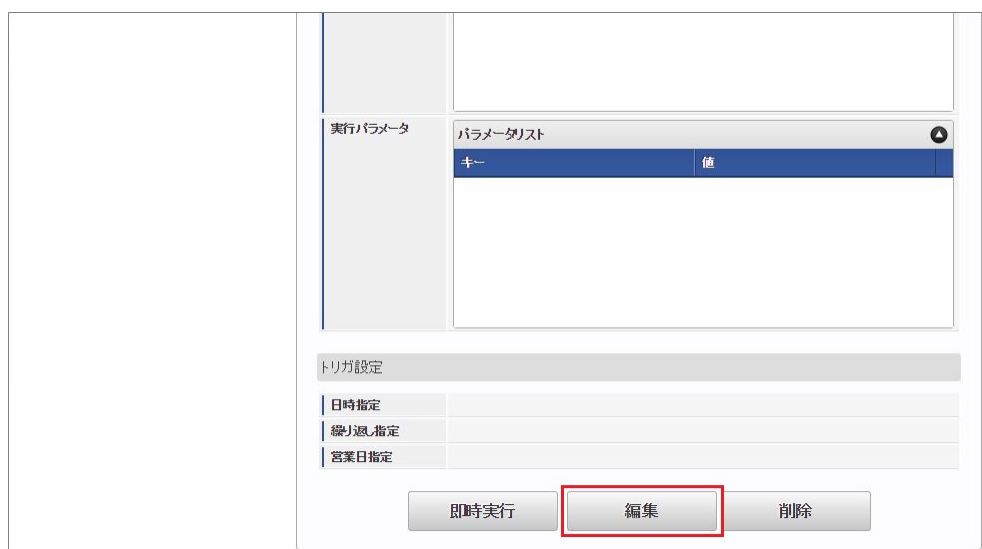 実行パラメータ
パラメータリスト
キー 値
トリガ設定
日時指定
繰り返し指定
営業日指定
即時実行 編集 削除